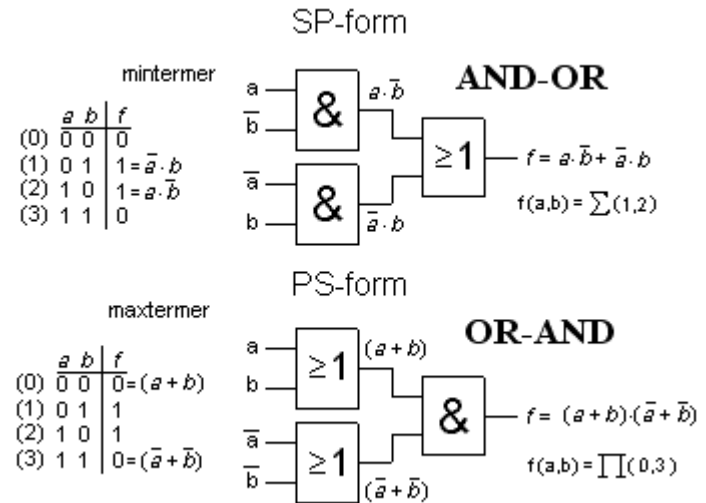 SP-form
mintermer
a b f
(0) 0 0 0
(1) 0 1 1 = a̅ · b
(2) 1 0 1 = a · b̅
(3) 1 1 0
a
b̅
&
a · b̅
a̅
b
&
a̅ · b
AND-OR
≥1
f = a · b̅ + a̅ · b
f(a,b) = ∑(1,2)
PS-form
maxtermer
a b f
(0) 0 0 0 = (a + b)
(1) 0 1 1
(2) 1 0 1
(3) 1 1 0 = (a̅ + b̅)
a
b
≥1
(a + b)
a̅
b̅
≥1
(a̅ + b̅)
OR-AND
&
f = (a + b) · (a̅ + b̅)
f(a,b) = ∏(0,3)